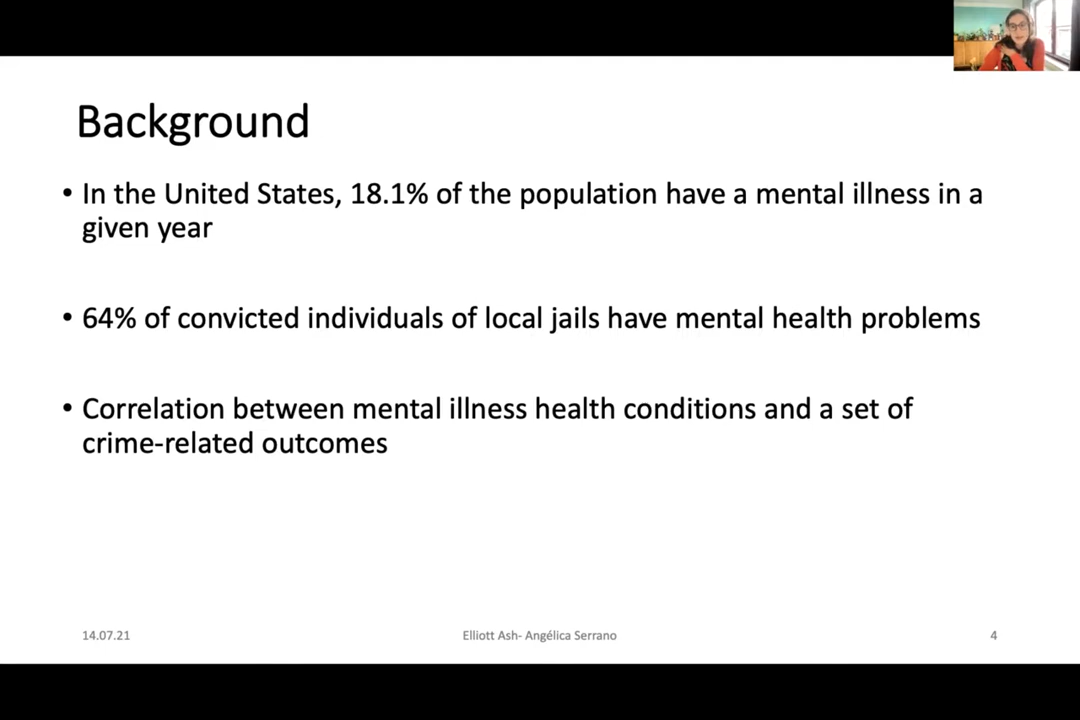 Background
• In the United States, 18.1% of the population have a mental illness in a
given year
• 64% of convicted individuals of local jails have mental health problems
• Correlation between mental illness health conditions and a set of
crime-related outcomes
14.07.21
Elliott Ash- Angélica Serrano
4